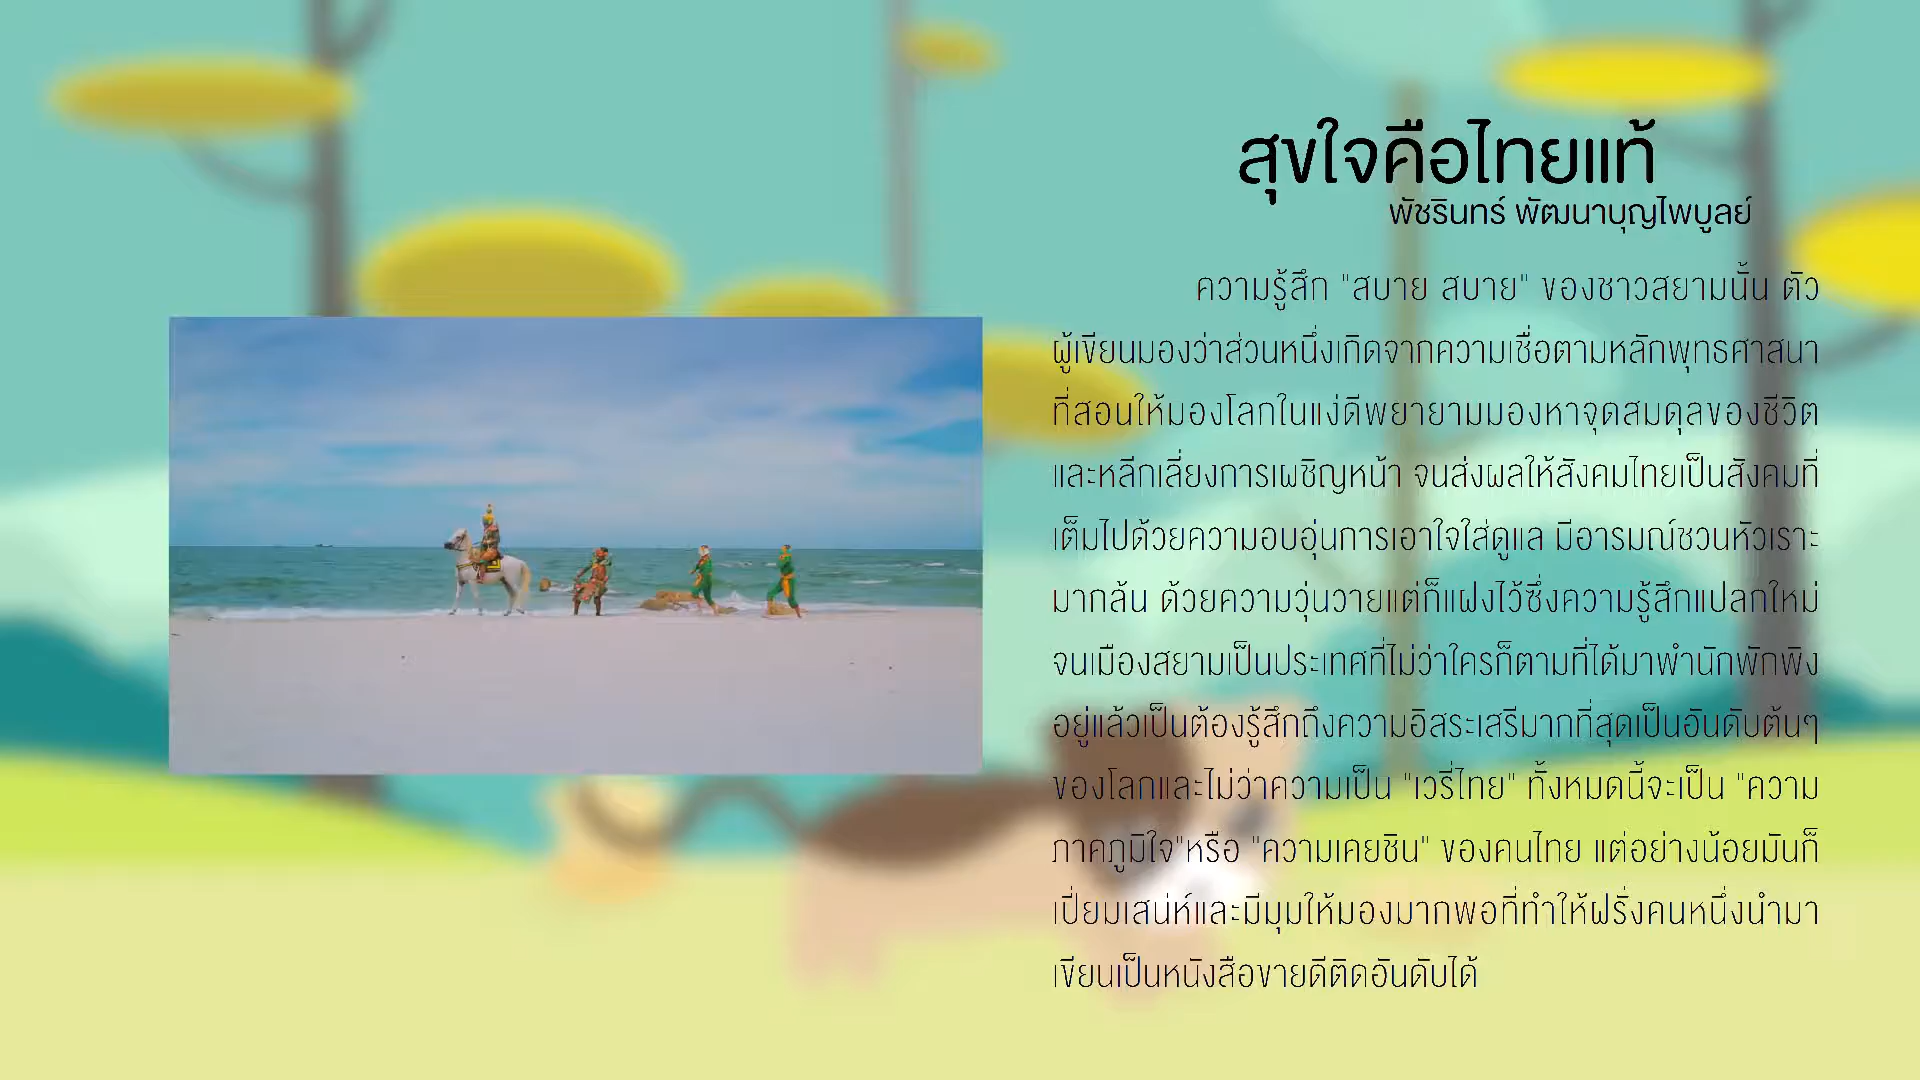 สุขใจคือไทยแท้
พัชรินทร์ พัฒนาบุญไพบูลย์
ความรู้สึก "สบาย สบาย" ของชาวสยามนั้น ตัว
ผู้เขียนมองว่าส่วนหนึ่งเกิดจากความเชื่อตามหลักพุทธศาสนา
ที่สอนให้มองโลกในแง่ดีพยายามมองหาจุดสมดุลของชีวิต
และหลีกเลี่ยงการเผชิญหน้า จนส่งผลให้สังคมไทยเป็นสังคมที่
เต็มไปด้วยความอบอุ่นการเอาใจใส่ดูแล มีอารมณ์ชวนหัวเราะ
มากล้น ด้วยความวุ่นวายแต่ก็แฝงไว้ซึ่งความรู้สึกแปลกใหม่
จนเมืองสยามเป็นประเทศที่ไม่ว่าใครก็ตามที่ได้มาพำนักพักพิง
อยู่แล้วเป็นต้องรู้สึกถึงความอิสระเสรีมากที่สุดเป็นอันดับต้นๆ
ของโลกและไม่ว่าความเป็น "เวรี่ไทย" ทั้งหมดนี้จะเป็น "ความ
ภาคภูมิใจ"หรือ "ความเคยชิน" ของคนไทย แต่อย่างน้อยมันก็
เปี่ยมเสน่ห์และมีมุมให้มองมากพอที่ทำให้ฝรั่งคนหนึ่งนำมา
เขียนเป็นหนังสือขายดีติดอันดับได้